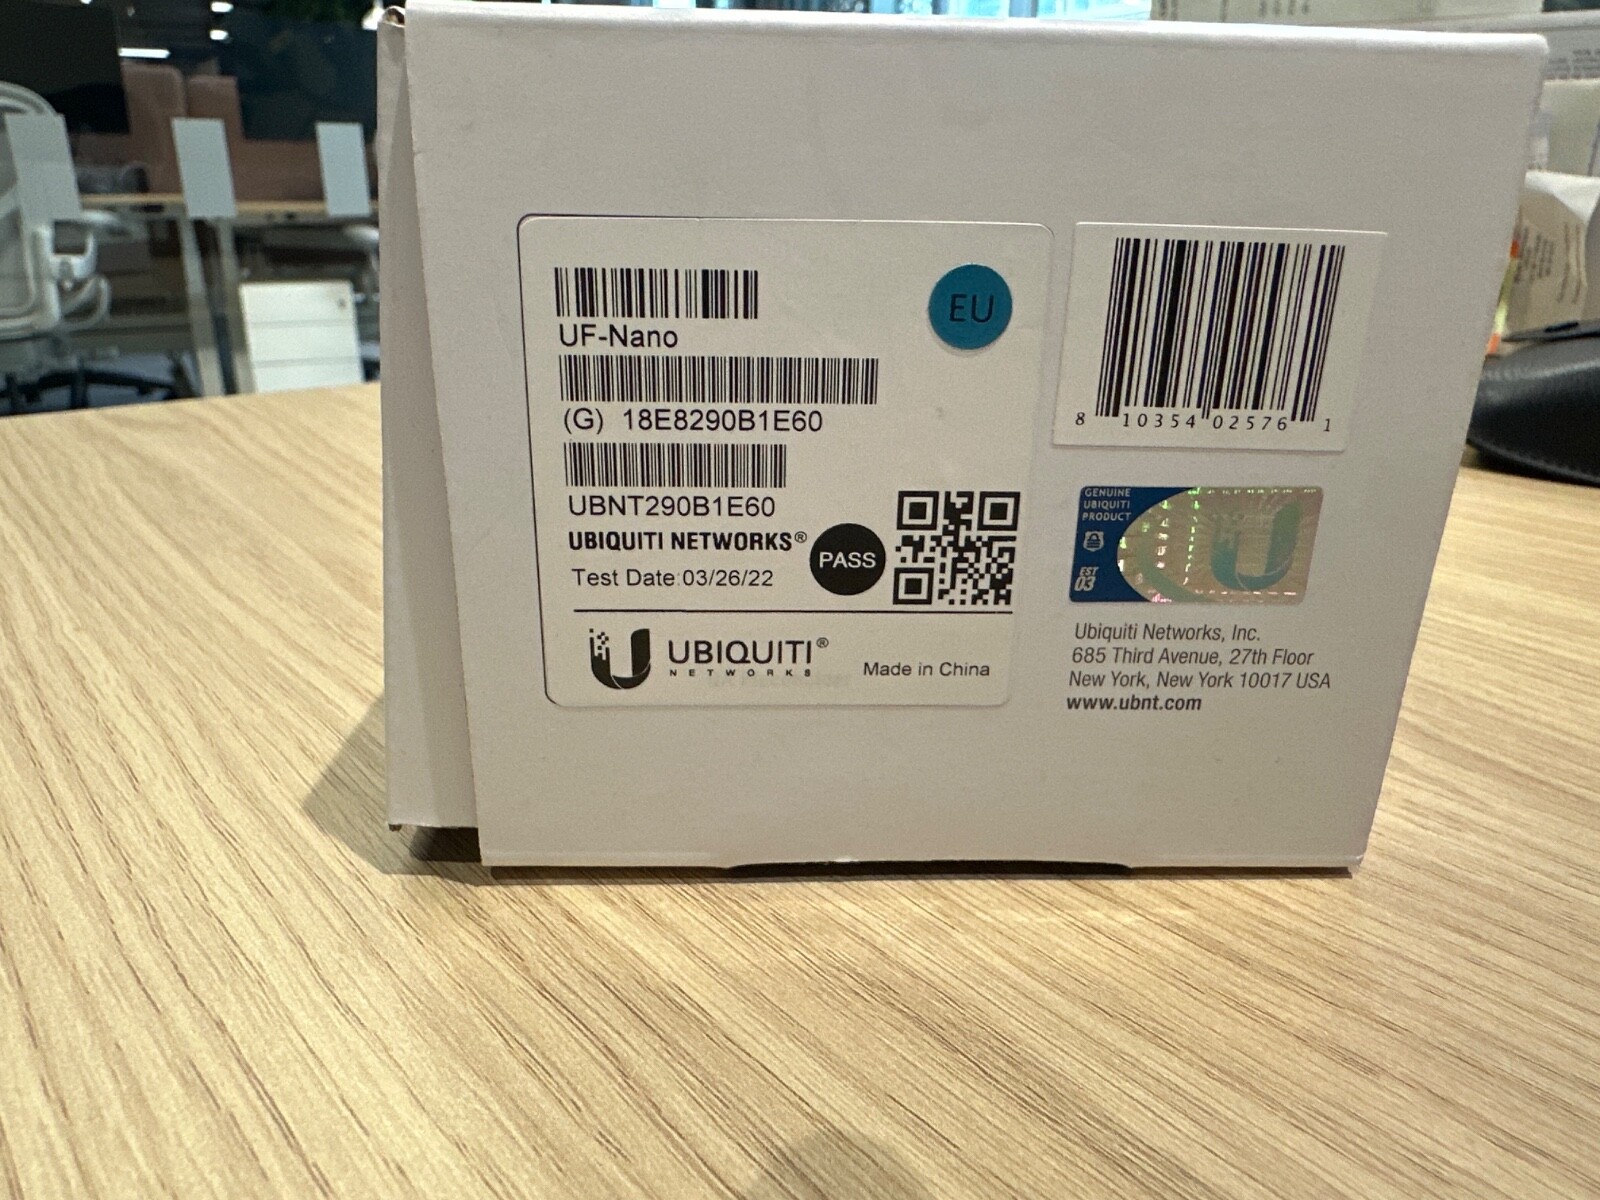 EU
UF-Nano
(G) 18E8290B1E60
UBNT290B1E60
UBIQUITI NETWORKS®
Test Date:03/26/22
PASS
UBIQUITI®
NETWORKS
Made in China
8 10354 02576 1
GENUINE
UBIQUITI
PRODUCT
EST
03
Ubiquiti Networks, Inc.
685 Third Avenue, 27th Floor
New York, New York 10017 USA
www.ubnt.com